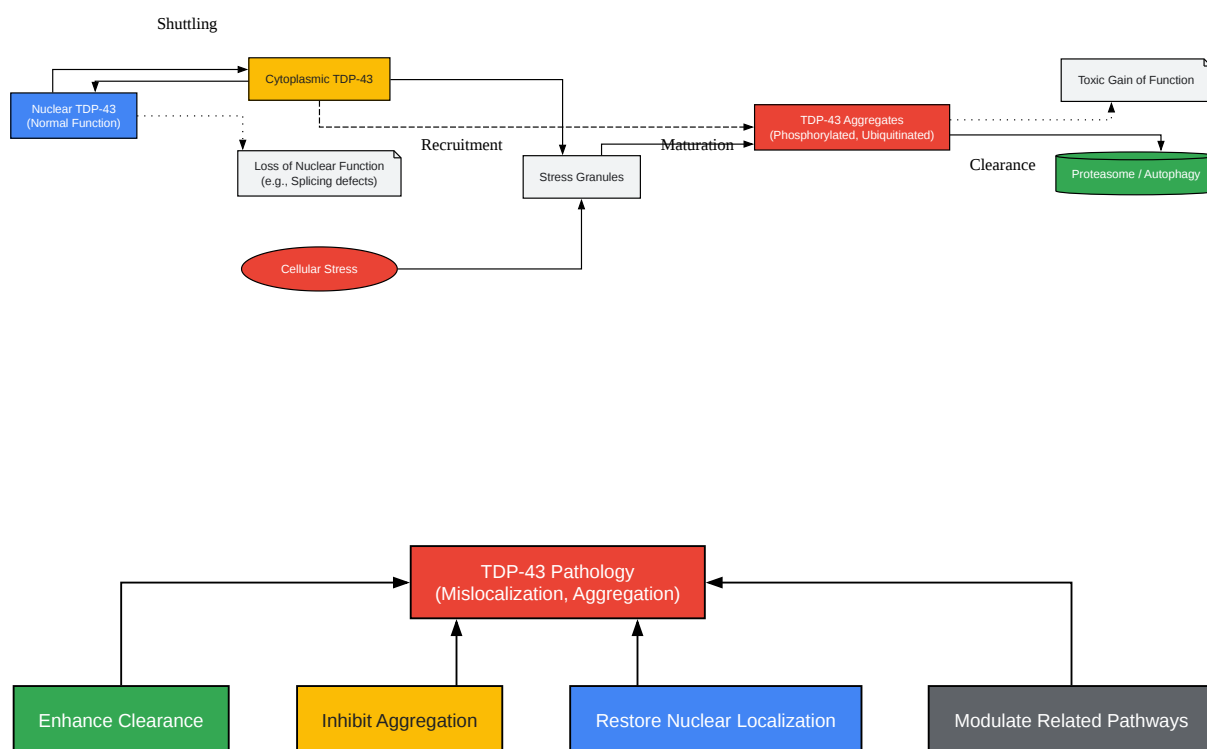 Shuttling
Cytoplasmic TDP-43
Toxic Gain of Function
Nuclear TDP-43
(Normal Function)
TDP-43 Aggregates
(Phosphorylated, Ubiquitinated)
Recruitment
Maturation
Loss of Nuclear Function
(e.g., Splicing defects)
Stress Granules
Clearance
Proteasome / Autophagy
Cellular Stress
TDP-43 Pathology
(Mislocalization, Aggregation)
Enhance Clearance
Inhibit Aggregation
Restore Nuclear Localization
Modulate Related Pathways